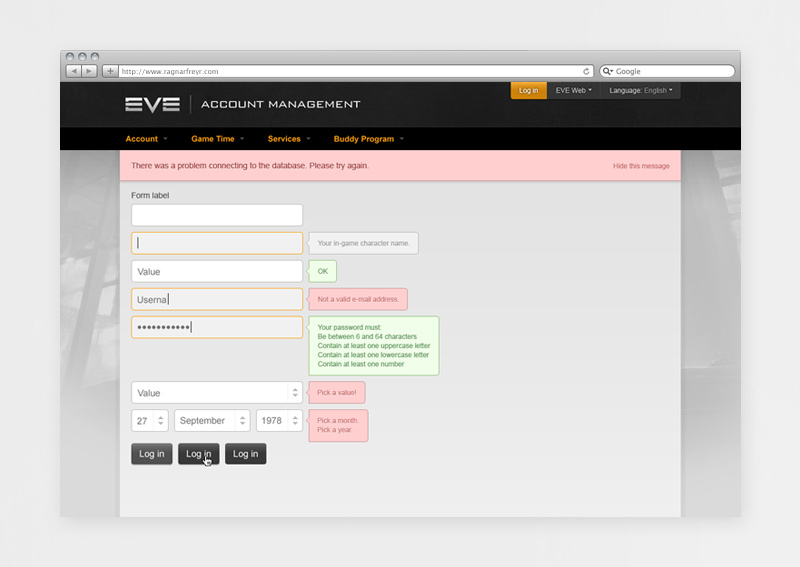 http://www.ragnarfreyr.com
Google
EVE ACCOUNT MANAGEMENT
Log in EVE Web Language: English
Account Game Time Services Buddy Program
There was a problem connecting to the database. Please try again. Hide this message
Form label
Your in-game character name.
Value OK
Userna Not a valid e-mail address.
Your password must:
Be between 6 and 64 characters
Contain at least one uppercase letter
Contain at least one lowercase letter
Contain at least one number
Value Pick a value!
27 September 1978 Pick a month.
Pick a year.
Log in Log in Log in